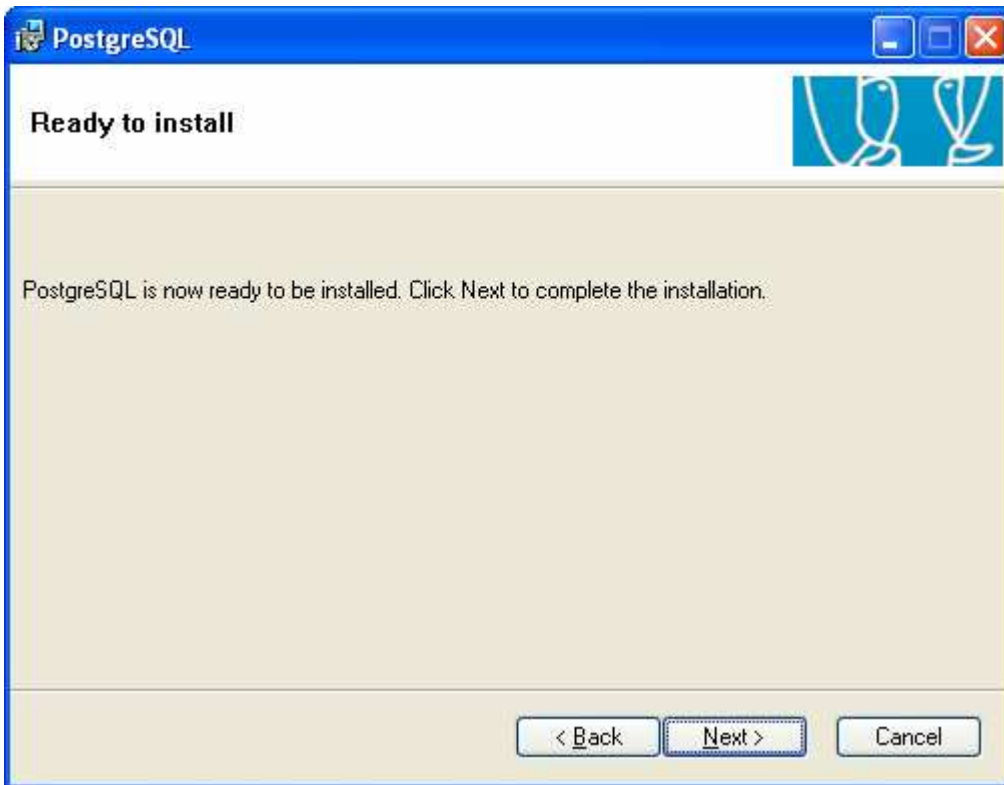 PostgreSQL
Ready to install
PostgreSQL is now ready to be installed. Click Next to complete the installation.
< Back
Next >
Cancel